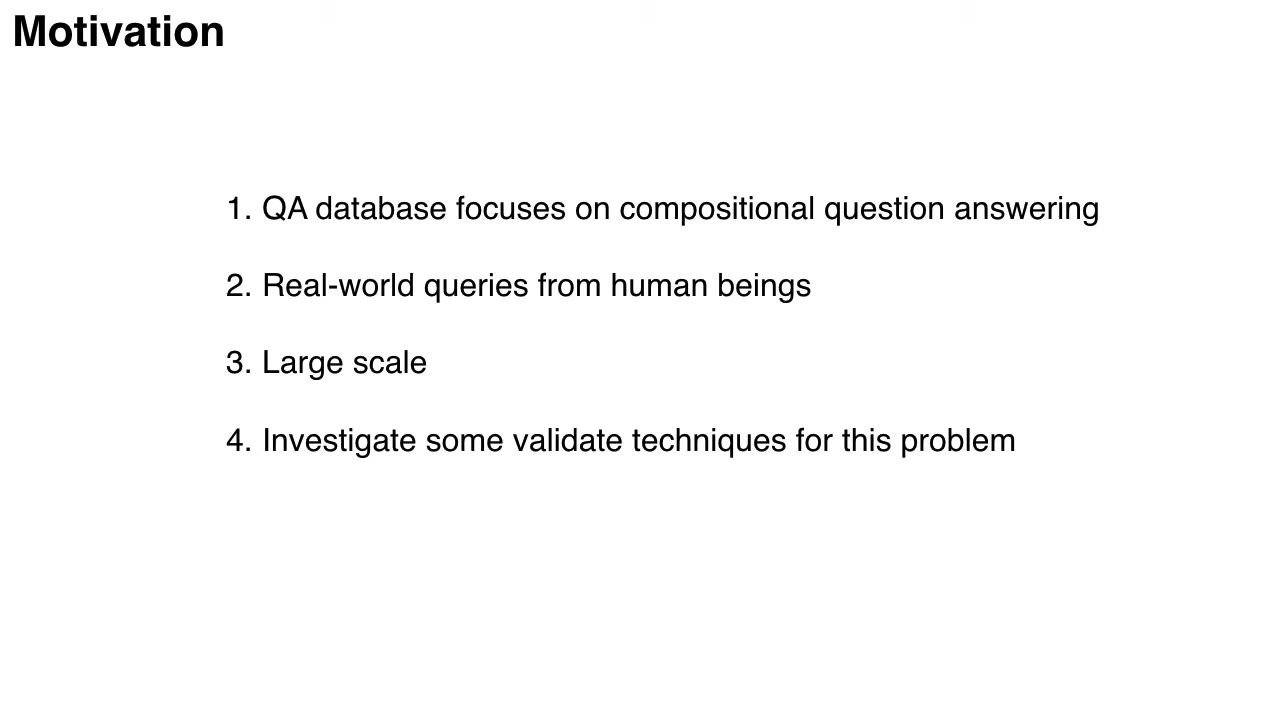 Motivation
1. QA database focuses on compositional question answering
2. Real-world queries from human beings
3. Large scale
4. Investigate some validate techniques for this problem